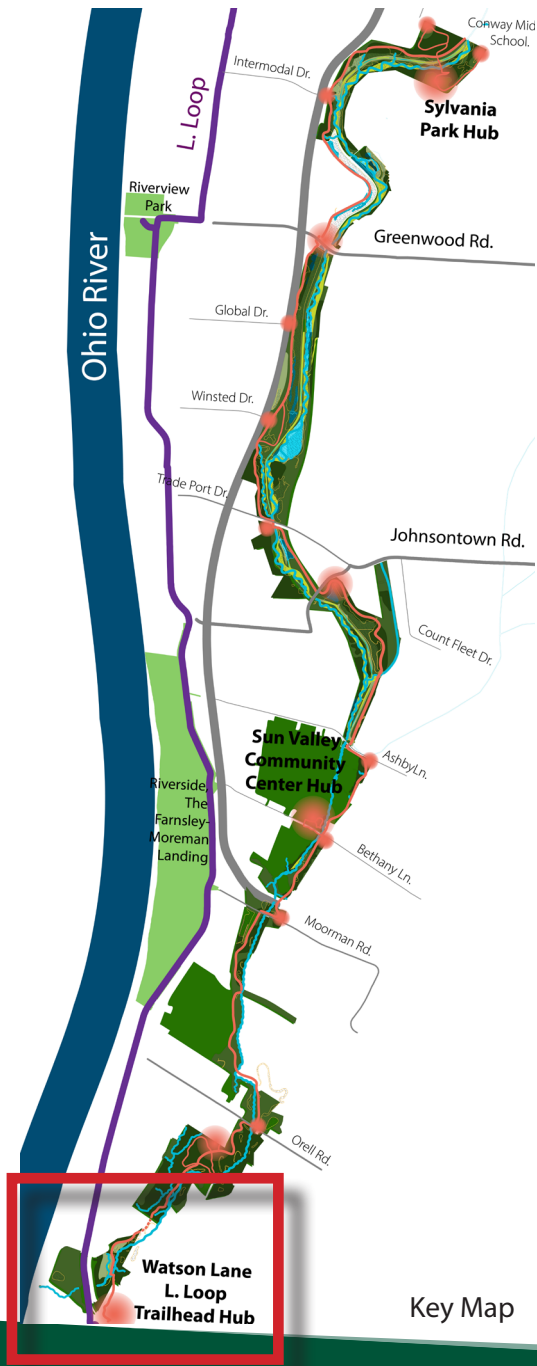 Conway Mid
School.
Intermodal Dr.
L. Loop
Sylvania
Park Hub
Riverview
Park
Greenwood Rd.
Ohio River
Global Dr.
Winsted Dr.
Trade Port Dr.
Johnsontown Rd.
Count Fleet Dr.
Sun Valley
Community
Center Hub
AshbyLn.
Riverside,
The
Farnsley-
Moreman
Landing
Bethany Ln.
Moorman Rd.
Orell Rd.
Watson Lane
L. Loop
Trailhead Hub
Key Map